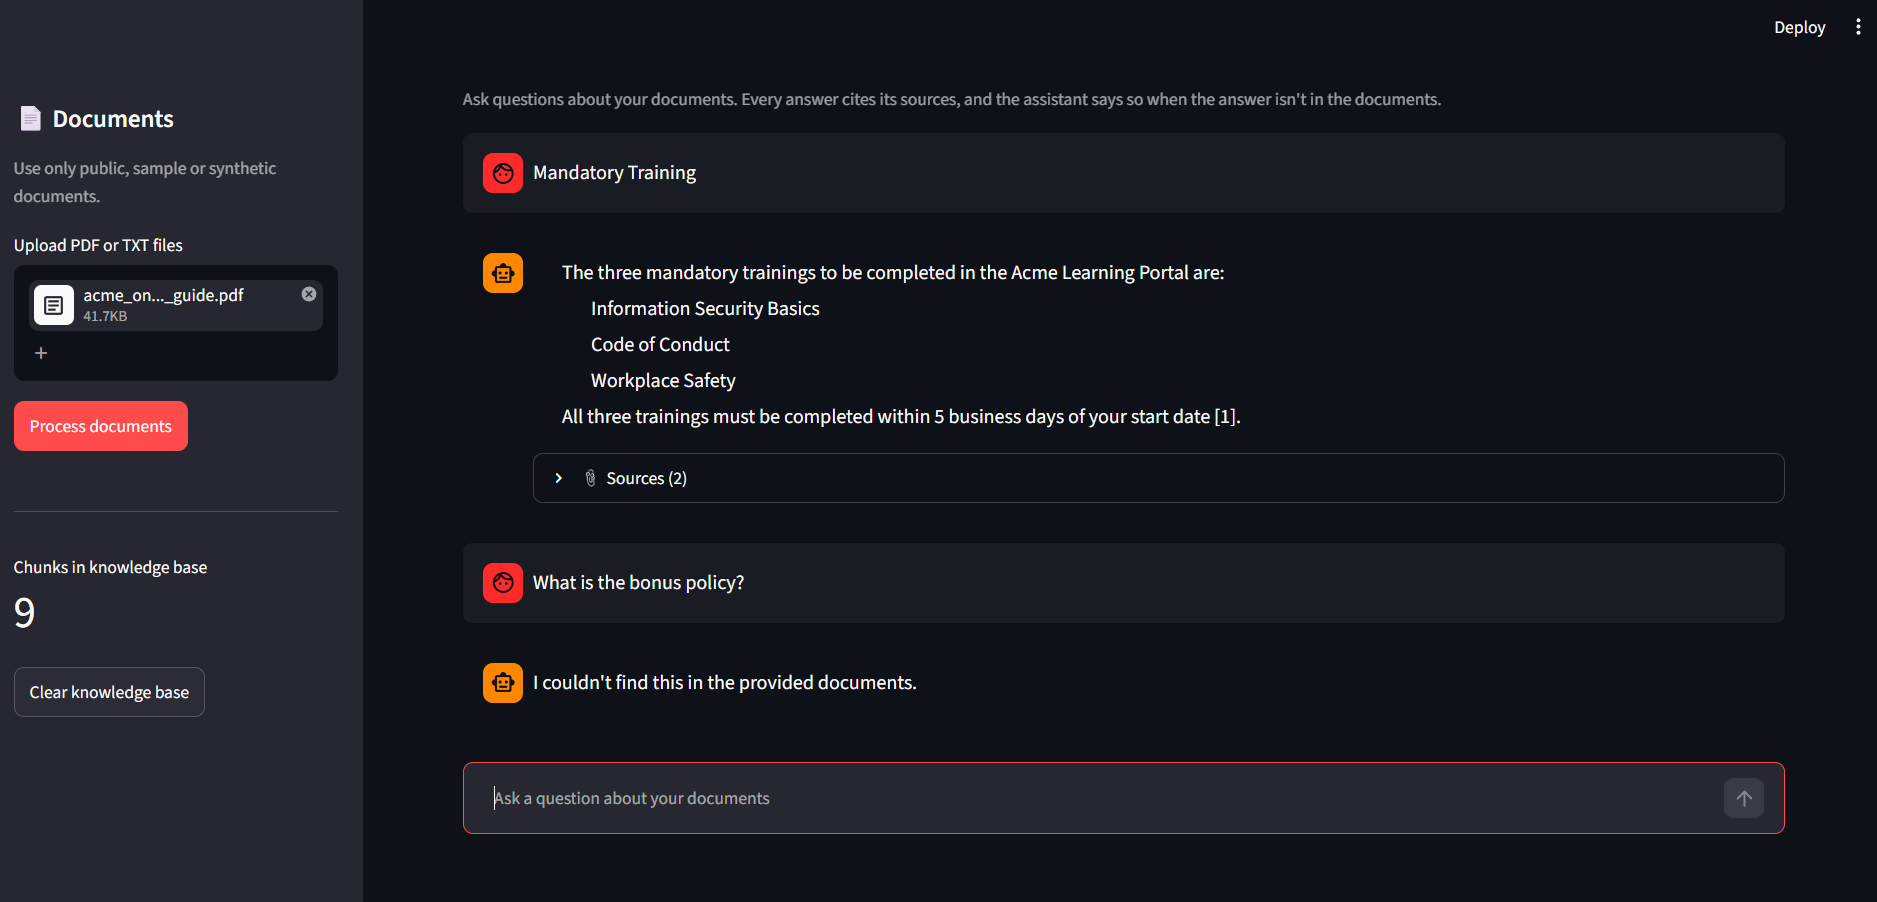 Deploy
Documents
Use only public, sample or synthetic
documents.
Upload PDF or TXT files
acme_on..._guide.pdf
41.7KB
Process documents
Chunks in knowledge base
9
Clear knowledge base
Ask questions about your documents. Every answer cites its sources, and the assistant says so when the answer isn't in the documents.
Mandatory Training
The three mandatory trainings to be completed in the Acme Learning Portal are:
Information Security Basics
Code of Conduct
Workplace Safety
All three trainings must be completed within 5 business days of your start date [1].
Sources (2)
What is the bonus policy?
I couldn't find this in the provided documents.
Ask a question about your documents